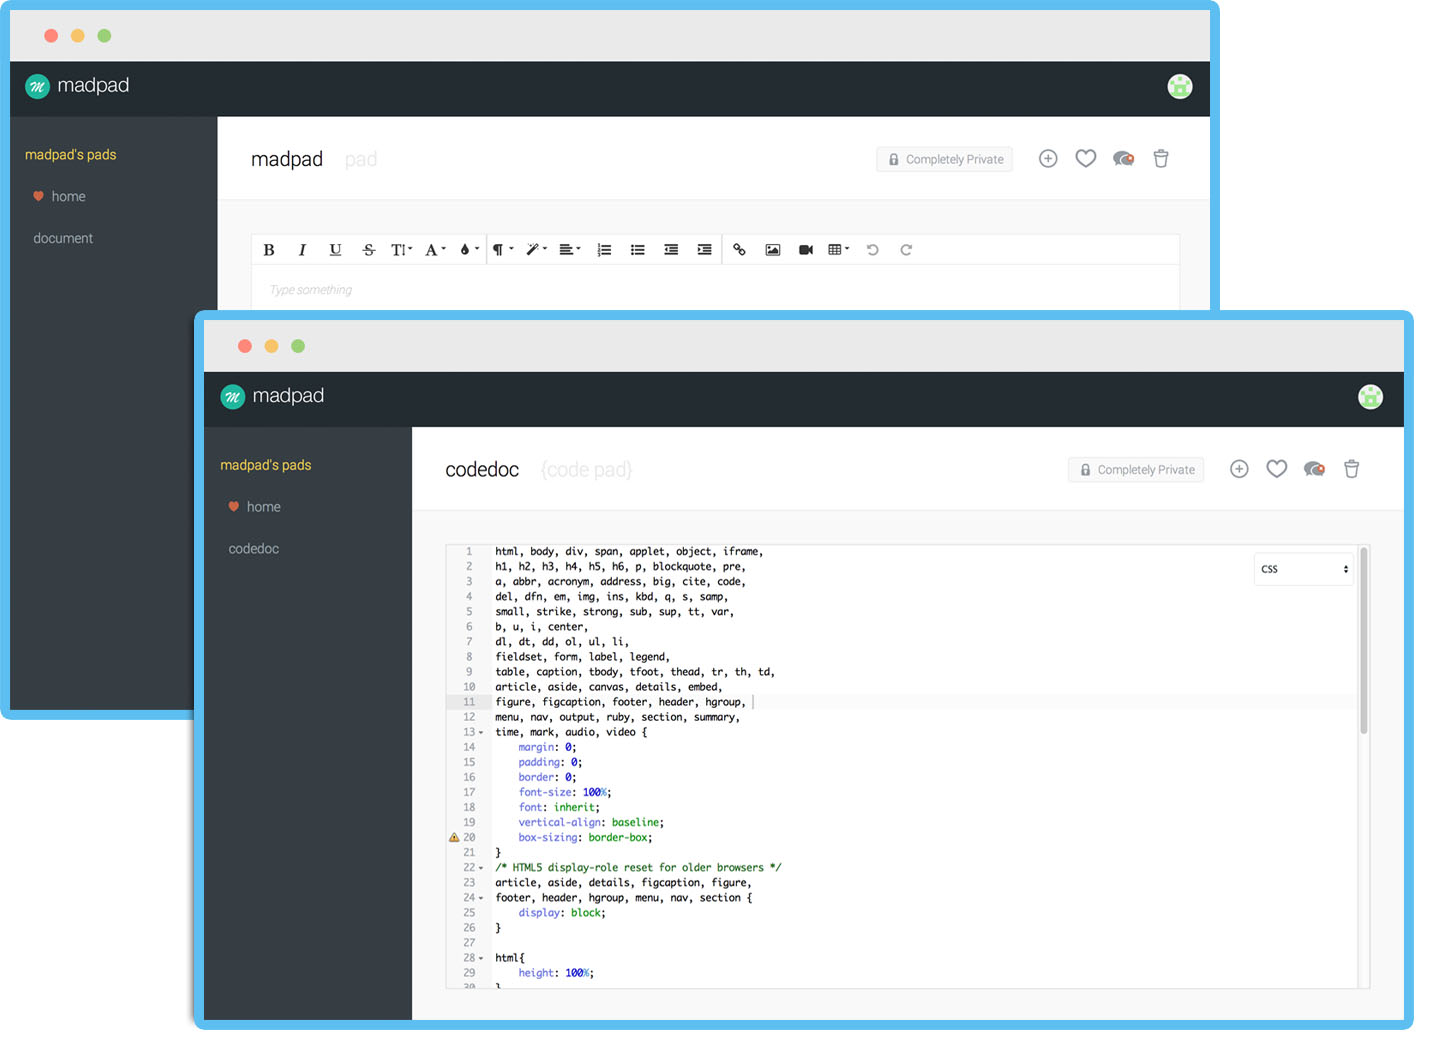 madpad
madpad's pads
home
document
madpad pad
Completely Private
B I U S T A
Type something
madpad
madpad's pads
home
codedoc
codedoc {code pad}
Completely Private
CSS
1 html, body, div, span, applet, object, iframe,
2 h1, h2, h3, h4, h5, h6, p, blockquote, pre,
3 a, abbr, acronym, address, big, cite, code,
4 del, dfn, em, img, ins, kbd, q, s, samp,
5 small, strike, strong, sub, sup, tt, var,
6 b, u, i, center,
7 dl, dt, dd, ol, ul, li,
8 fieldset, form, label, legend,
9 table, caption, tbody, tfoot, thead, tr, th, td,
10 article, aside, canvas, details, embed,
11 figure, figcaption, footer, header, hgroup,
12 menu, nav, output, ruby, section, summary,
13 time, mark, audio, video {
14 margin: 0;
15 padding: 0;
16 border: 0;
17 font-size: 100%;
18 font: inherit;
19 vertical-align: baseline;
20 box-sizing: border-box;
21 }
22 /* HTML5 display-role reset for older browsers */
23 article, aside, details, figcaption, figure,
24 footer, header, hgroup, menu, nav, section {
25 display: block;
26 }
27
28 html{
29 height: 100%;
30 }